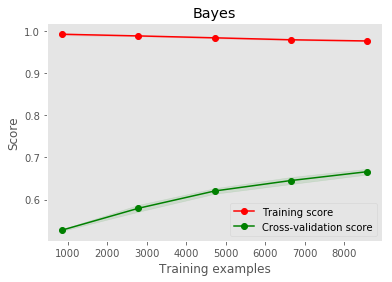 Bayes
1.0
0.9
0.8
0.7
0.6
Score
1000 2000 3000 4000 5000 6000 7000 8000
Training examples
Training score
Cross-validation score